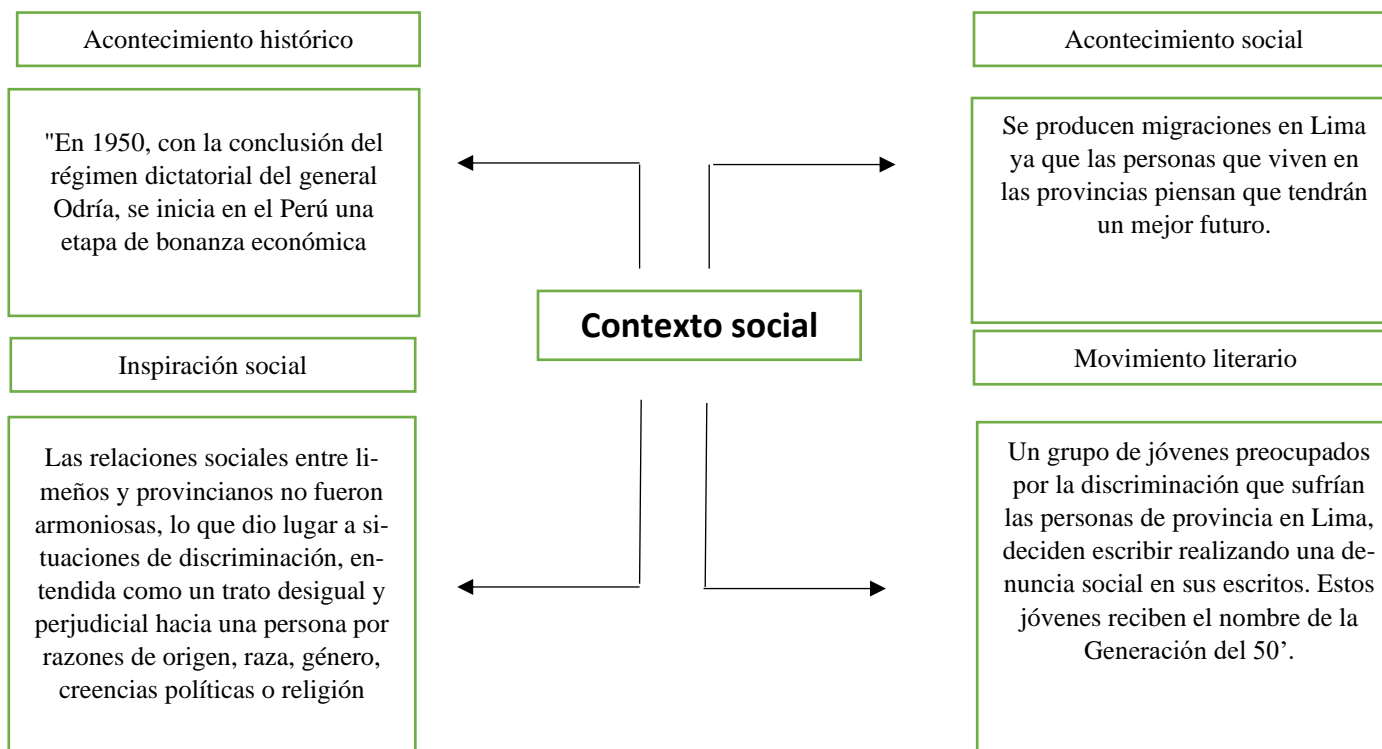 Acontecimiento histórico
"En 1950, con la conclusión del
régimen dictatorial del general
Odría, se inicia en el Perú una
etapa de bonanza económica
Acontecimiento social
Se producen migraciones en Lima
ya que las personas que viven en
las provincias piensan que tendrán
un mejor futuro.
Contexto social
Inspiración social
Las relaciones sociales entre li-
meños y provincianos no fueron
armoniosas, lo que dio lugar a si-
tuaciones de discriminación, en-
tendida como un trato desigual y
perjudicial hacia una persona por
razones de origen, raza, género,
creencias políticas o religión
Movimiento literario
Un grupo de jóvenes preocupados
por la discriminación que sufrían
las personas de provincia en Lima,
deciden escribir realizando una de-
nuncia social en sus escritos. Estos
jóvenes reciben el nombre de la
Generación del 50’.